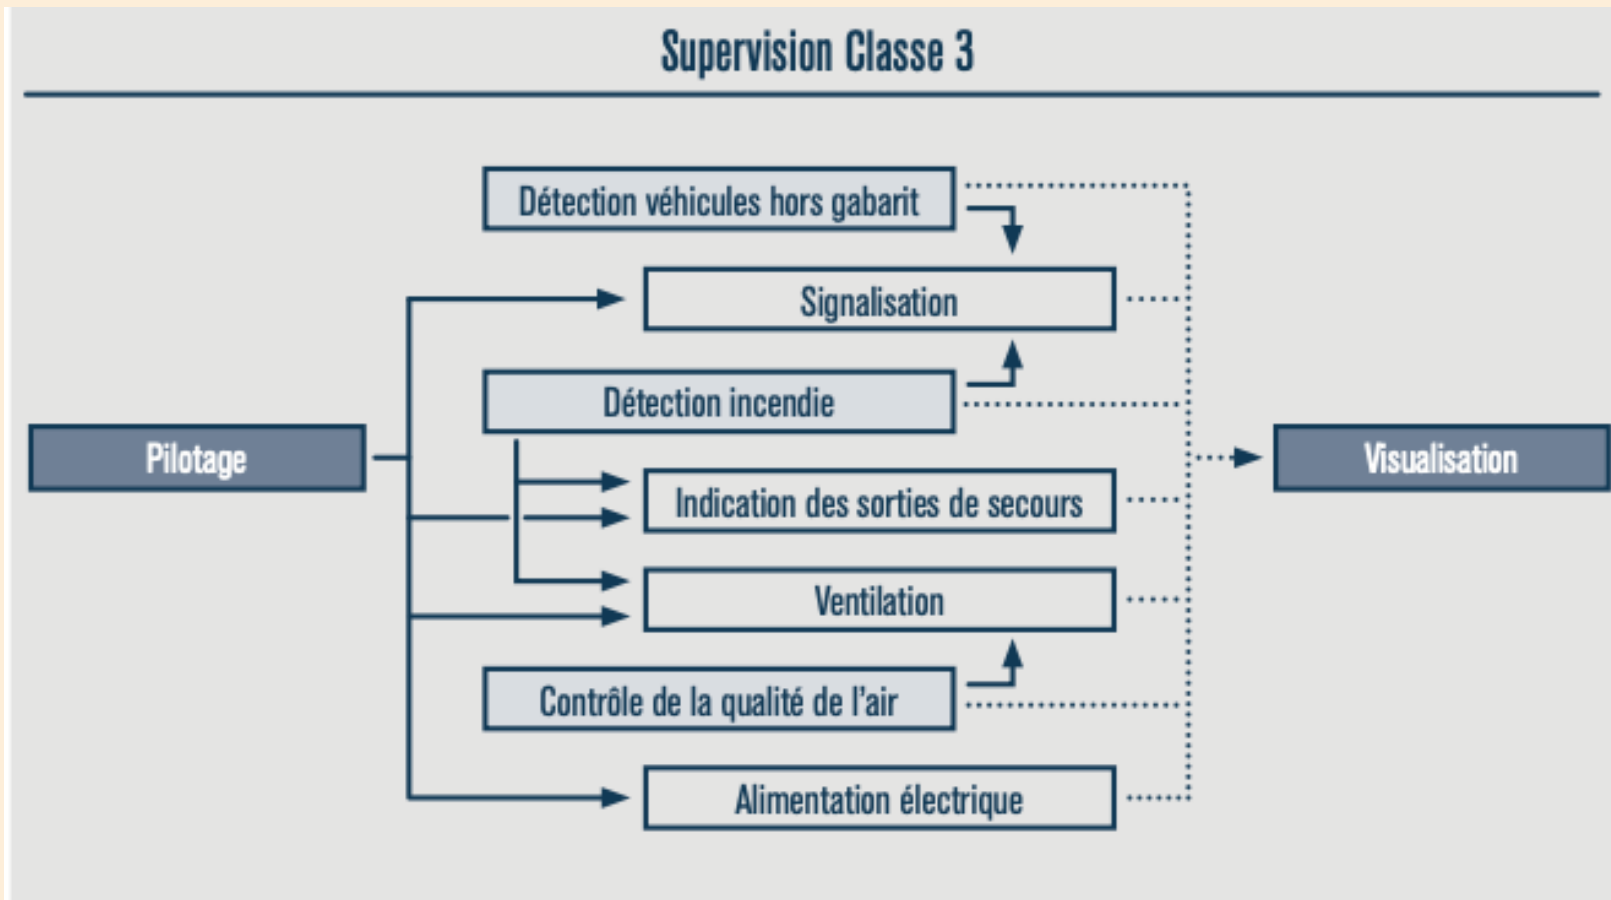 Supervision Classe 3
Détection véhicules hors gabarit
Signalisation
Détection incendie
Pilotage
Visualisation
Indication des sorties de secours
Ventilation
Contrôle de la qualité de l'air
Alimentation électrique